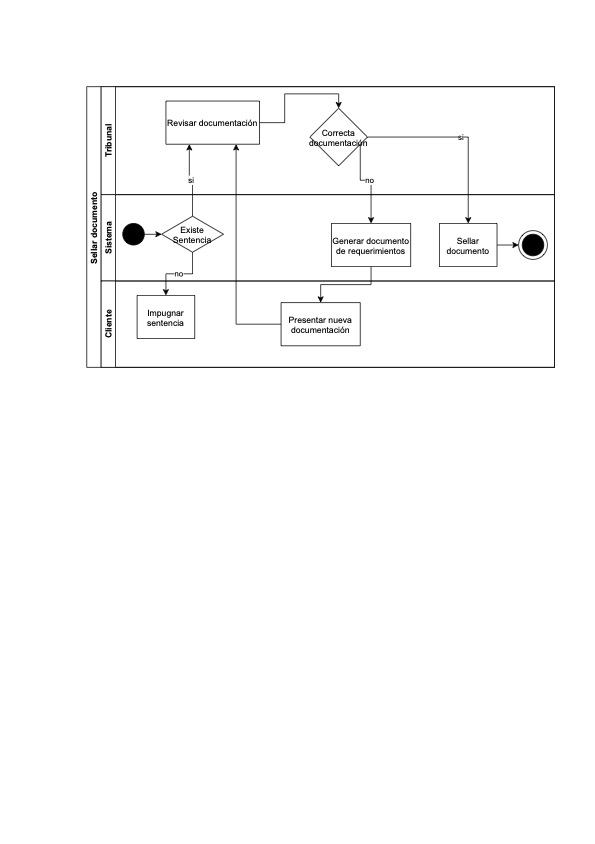 Sellar documento
Tribunal
Revisar documentación
Correcta
documentación
si
si
no
Sistema
Existe
Sentencia
Generar documento
de requerimientos
Sellar
documento
no
Cliente
Impugnar
sentencia
Presentar nueva
documentación